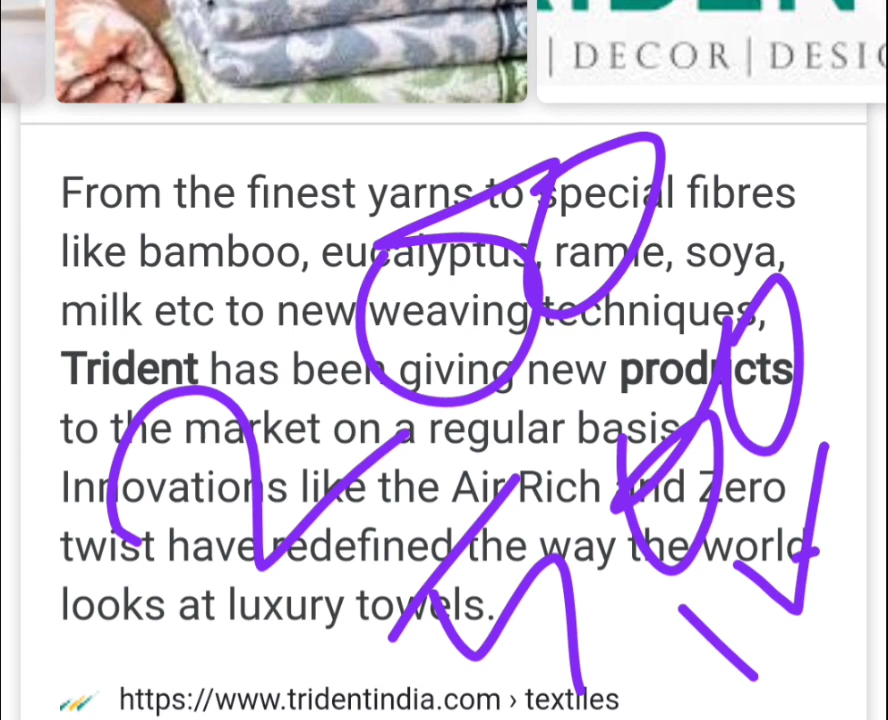 | DECOR | DESIG
From the finest yarns to special fibres
like bamboo, eucalyptus, ramie, soya,
milk etc to new weaving techniques,
Trident has been giving new products
to the market on a regular basis.
Innovations like the Air Rich and Zero
twist have redefined the way the world
looks at luxury towels.
https://www.tridentindia.com › textiles